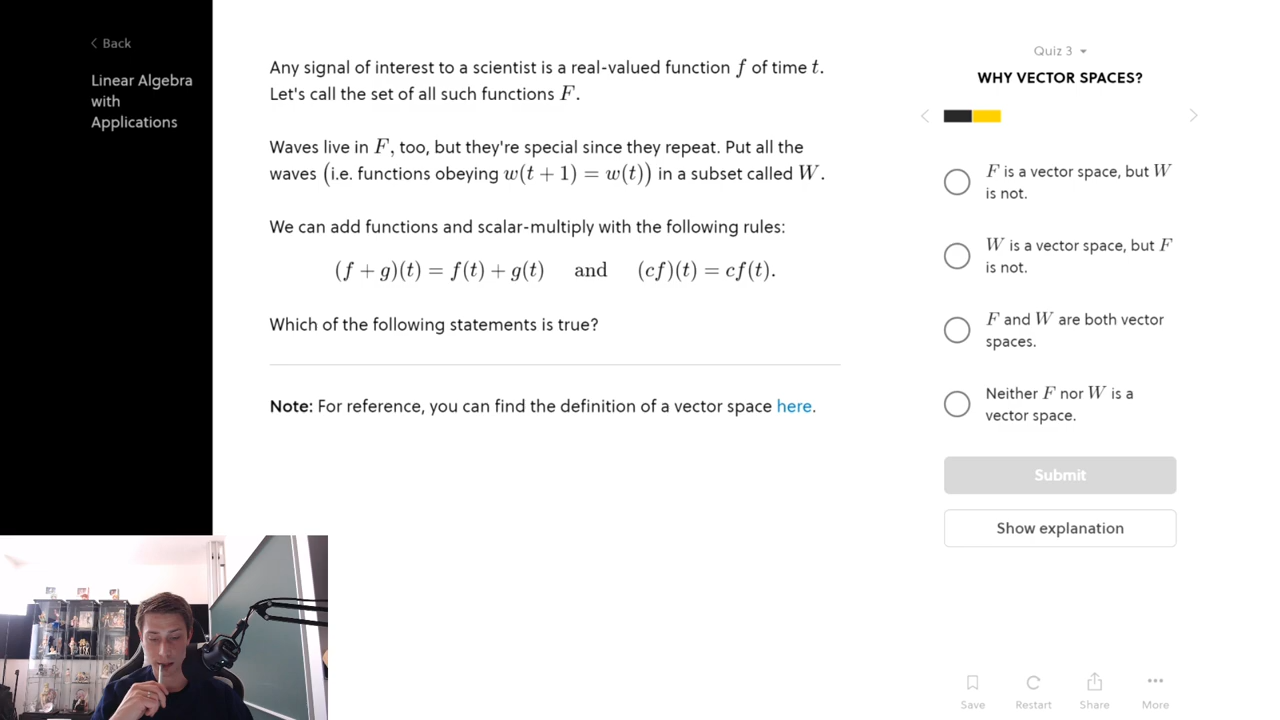 Back
Linear Algebra
with
Applications
Any signal of interest to a scientist is a real-valued function f of time t.
Let's call the set of all such functions F.
Waves live in F, too, but they're special since they repeat. Put all the
waves (i.e. functions obeying w(t + 1) = w(t)) in a subset called W.
We can add functions and scalar-multiply with the following rules:
(f + g)(t) = f(t) + g(t) and (cf)(t) = cf(t).
Which of the following statements is true?
Note: For reference, you can find the definition of a vector space here.
Quiz 3
WHY VECTOR SPACES?
F is a vector space, but W
is not.
W is a vector space, but F
is not.
F and W are both vector
spaces.
Neither F nor W is a
vector space.
Submit
Show explanation
Save Restart Share More